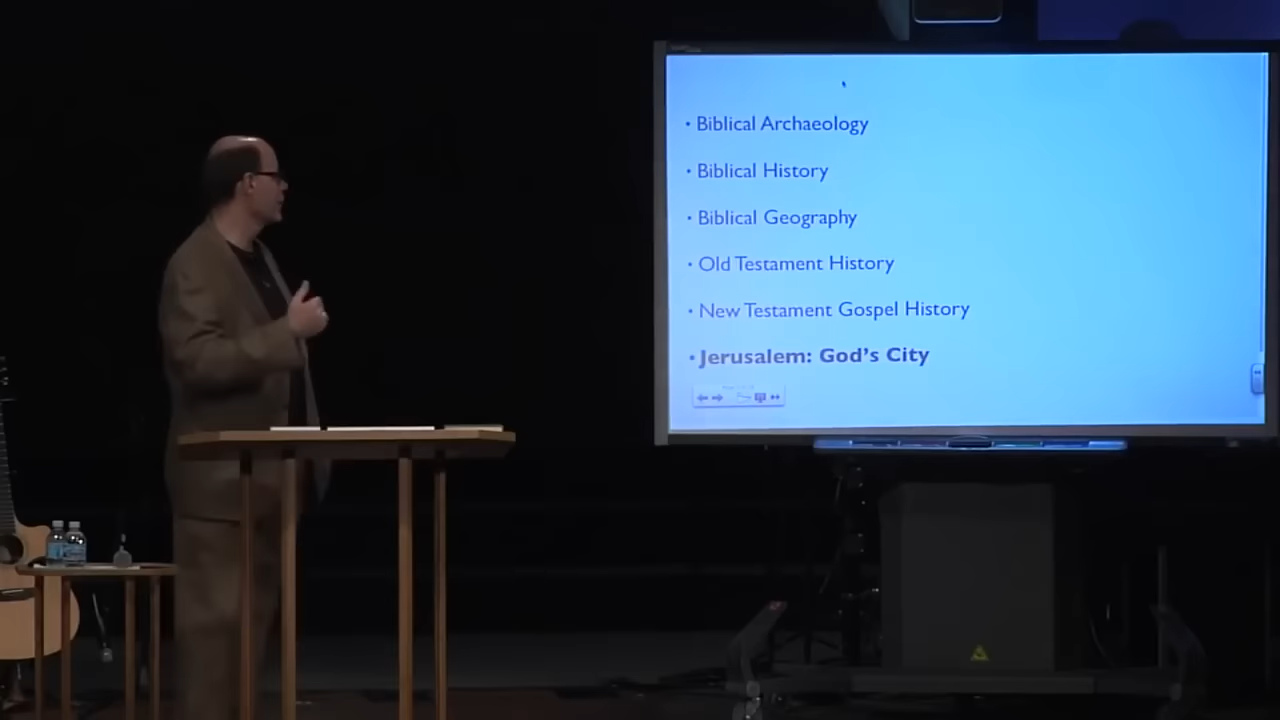 • Biblical Archaeology
• Biblical History
• Biblical Geography
• Old Testament History
• New Testament Gospel History
• Jerusalem: God's City